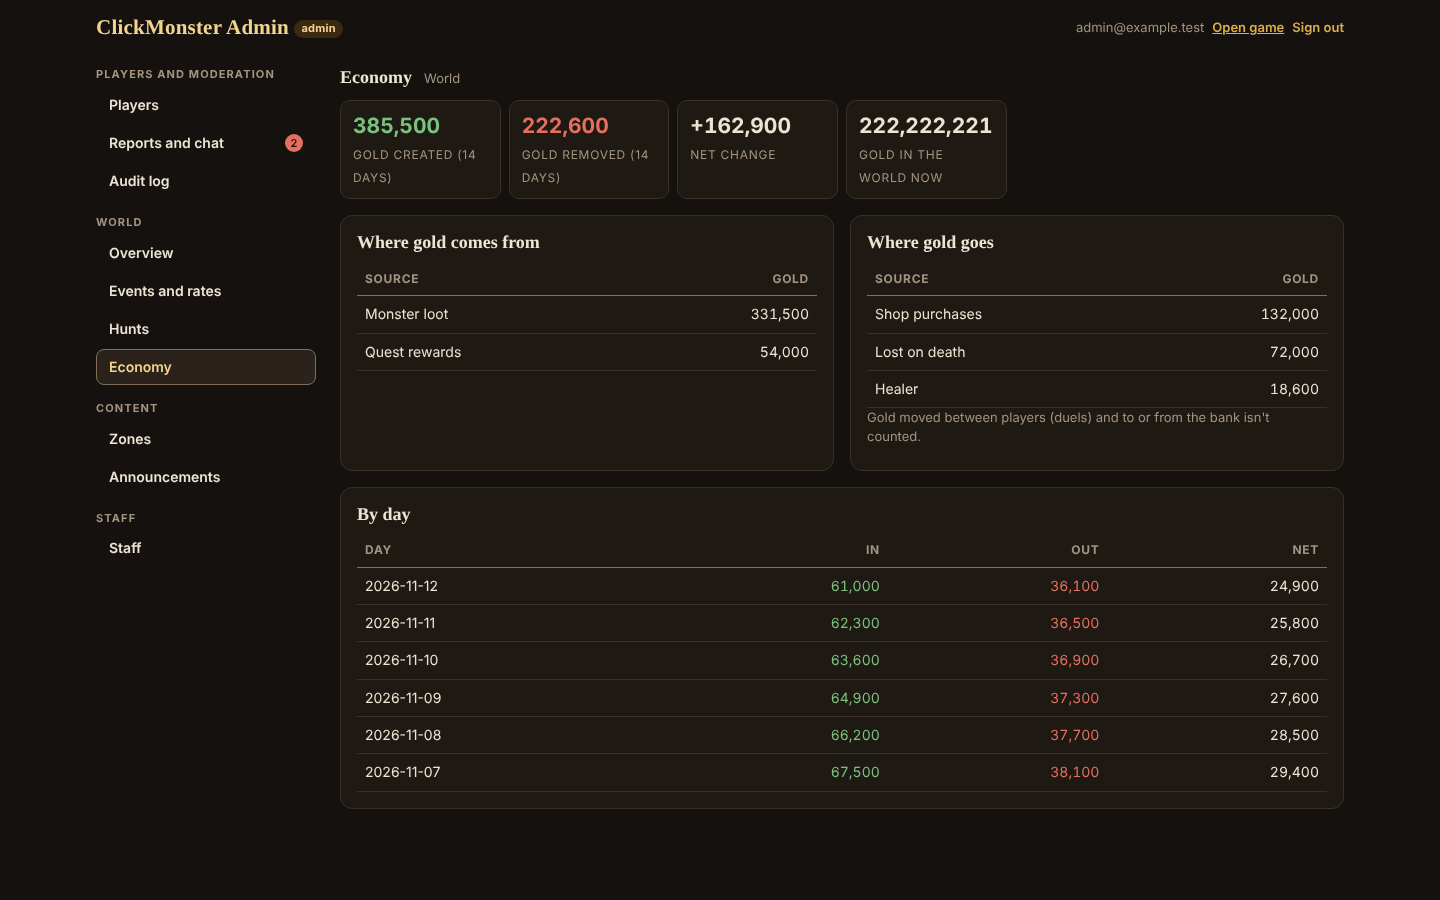 ClickMonster Admin admin
admin@example.test Open game Sign out
PLAYERS AND MODERATION
Players
Reports and chat 2
Audit log
WORLD
Overview
Events and rates
Hunts
Economy
CONTENT
Zones
Announcements
STAFF
Staff
Economy World
385,500
GOLD CREATED (14
DAYS)
222,600
GOLD REMOVED (14
DAYS)
+162,900
NET CHANGE
222,222,221
GOLD IN THE
WORLD NOW
Where gold comes from
SOURCE GOLD
Monster loot 331,500
Quest rewards 54,000
Where gold goes
SOURCE GOLD
Shop purchases 132,000
Lost on death 72,000
Healer 18,600
Gold moved between players (duels) and to or from the bank isn't
counted.
By day
DAY IN OUT NET
2026-11-12 61,000 36,100 24,900
2026-11-11 62,300 36,500 25,800
2026-11-10 63,600 36,900 26,700
2026-11-09 64,900 37,300 27,600
2026-11-08 66,200 37,700 28,500
2026-11-07 67,500 38,100 29,400